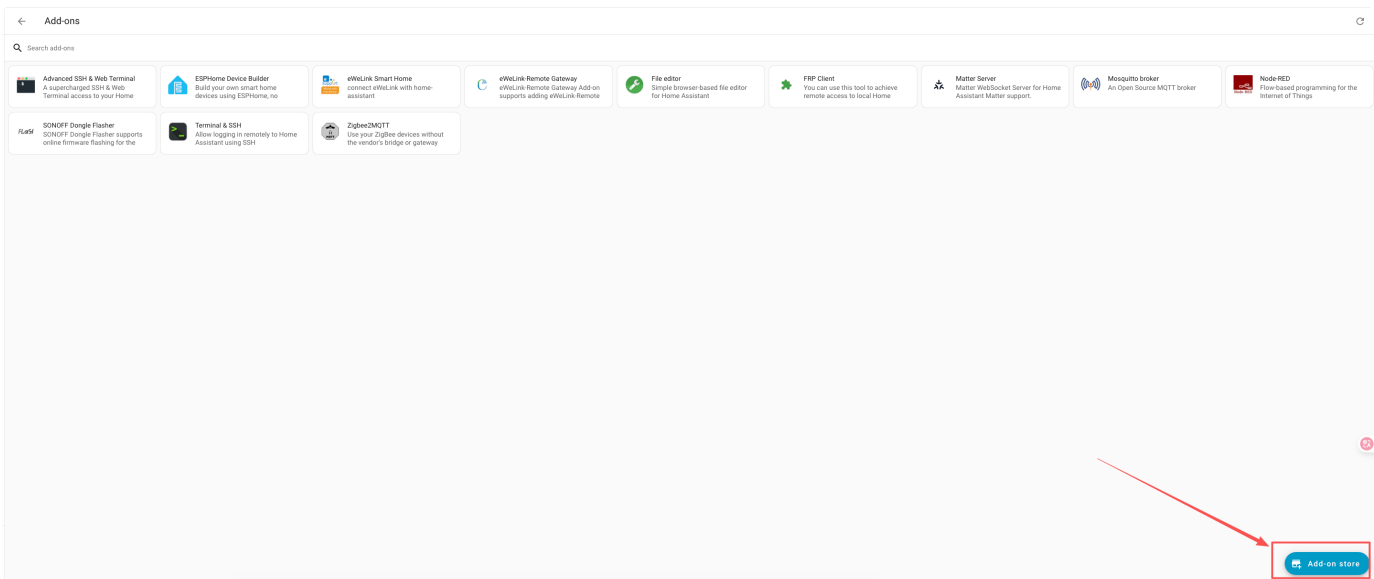 Add-ons
Search add-ons
Advanced SSH & Web Terminal
A supercharged SSH & Web
Terminal access to your Home
ESPHome Device Builder
Build your own smart home
devices using ESPHome, no
eWeLink Smart Home
connect eWeLink with home-
assistant
eWeLink-Remote Gateway
eWeLink-Remote Gateway Add-on
supports adding eWeLink-Remote
File editor
Simple browser-based file editor
for Home Assistant
FRP Client
You can use this tool to achieve
remote access to local Home
Matter Server
Matter WebSocket Server for Home
Assistant Matter support.
Mosquitto broker
An Open Source MQTT broker
Node-RED
Flow-based programming for the
Internet of Things
SONOFF Dongle Flasher
SONOFF Dongle Flasher supports
online firmware flashing for the
Terminal & SSH
Allow logging in remotely to Home
Assistant using SSH
Zigbee2MQTT
Use your ZigBee devices without
the vendor's bridge or gateway
Add-on store